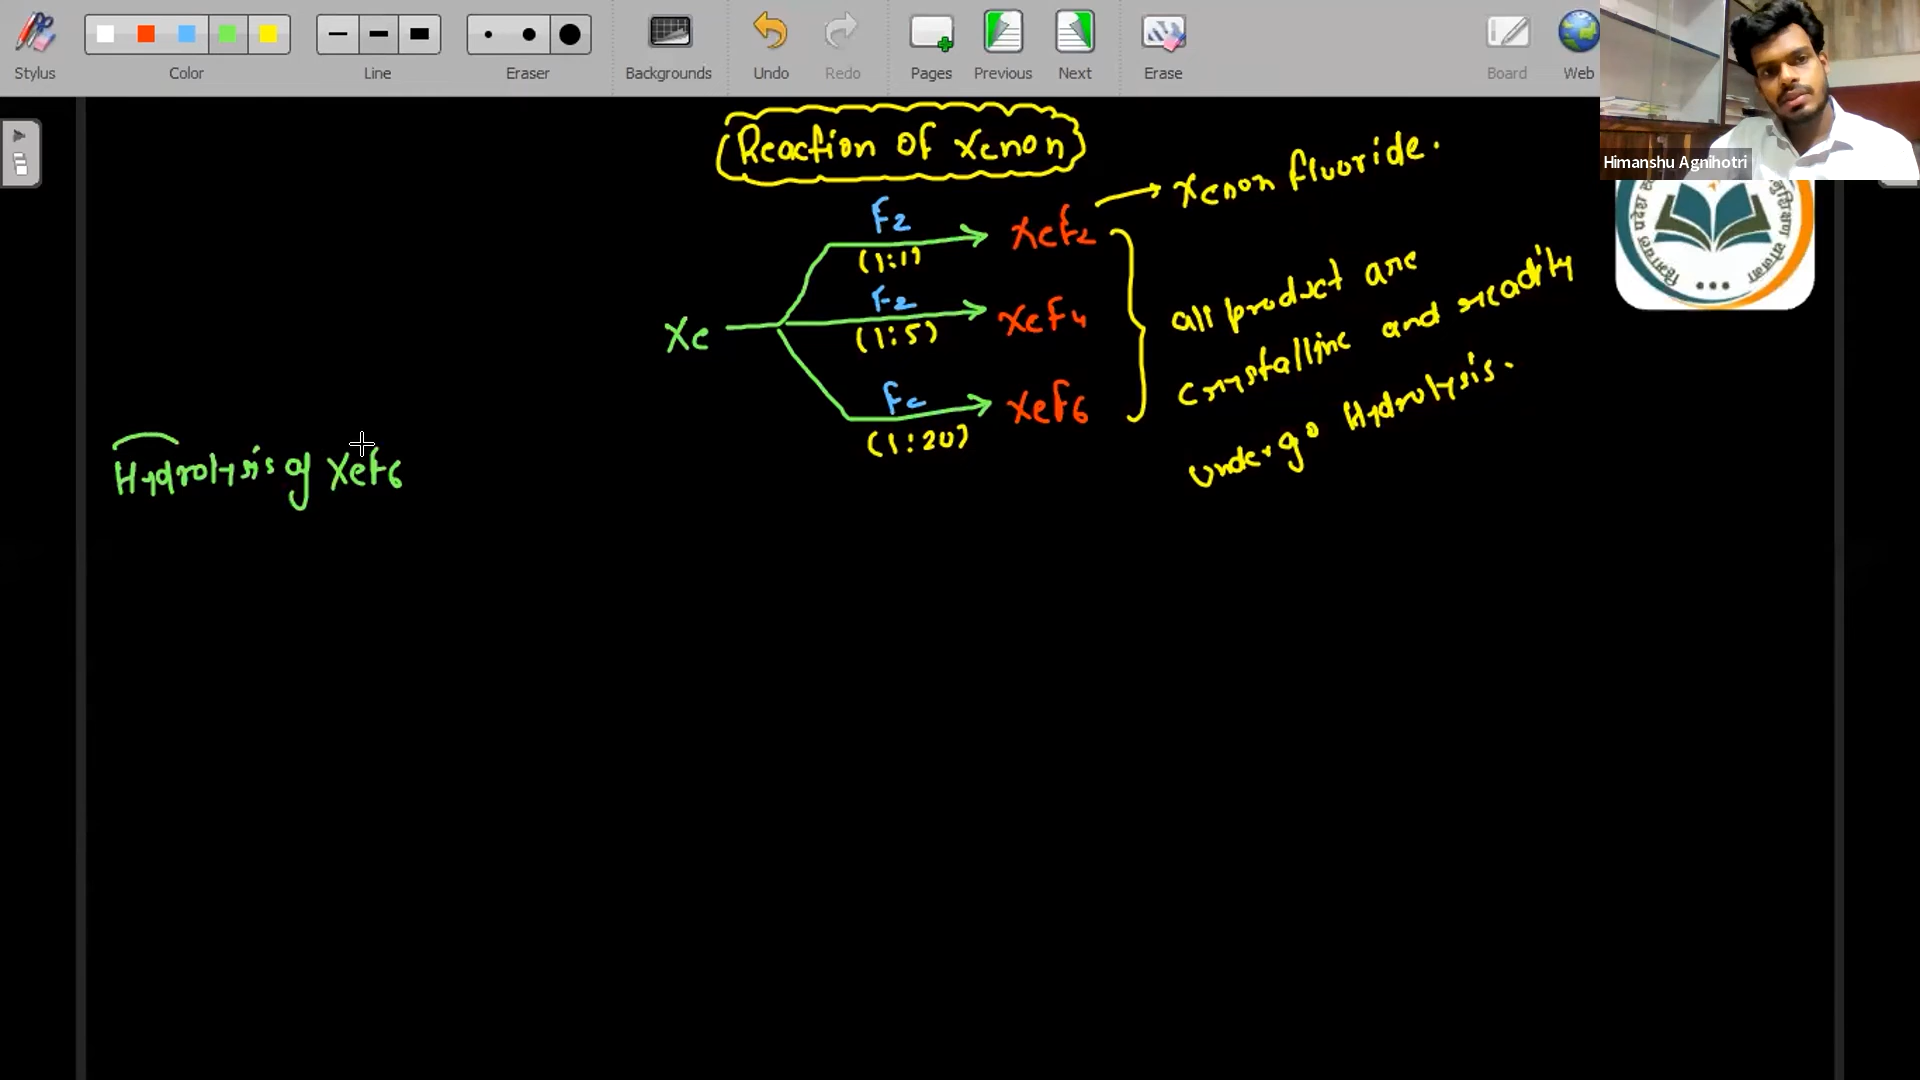 Stylus
Color
Line
Eraser
Backgrounds
Undo
Redo
Pages
Previous
Next
Erase
Board
Web
Himanshu Agnihotri
Reaction of Xenon
F2
(1:1)
XeF2
Xenon fluoride.
Xe
F2
(1:5)
XeF4
(1:20)
XeF6
all product are
crystalline and readily
undergo Hydrolysis.
Hydrolysis of XeF6